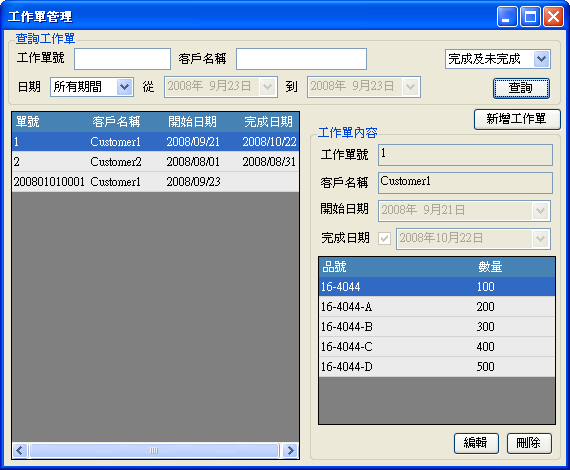 工作單管理
查詢工作單
工作單號 客戶名稱 完成及未完成
日期 所有期間 從 2008年 9月23日 到 2008年 9月23日 查詢
新增工作單
單號 客戶名稱 開始日期 完成日期
1 Customer1 2008/09/21 2008/10/22
2 Customer2 2008/08/01 2008/08/31
200801010001 Customer1 2008/09/23
工作單內容
工作單號 1
客戶名稱 Customer1
開始日期 2008年 9月21日
完成日期 2008年10月22日
品號 數量
16-4044 100
16-4044-A 200
16-4044-B 300
16-4044-C 400
16-4044-D 500
編輯 刪除